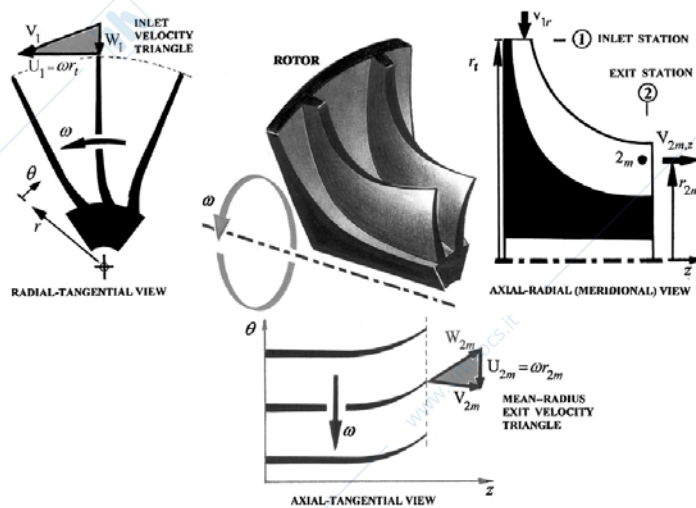 V₁
INLET
VELOCITY
TRIANGLE
W₁
U₁=ωrₜ
ω
θ
r
RADIAL-TANGENTIAL VIEW
ROTOR
ω
v₁ᵣ
① INLET STATION
rₜ
EXIT STATION
②
2ₘ
V₂ₘ,z
r₂ₘ
z
AXIAL-RADIAL (MERIDIONAL) VIEW
θ
W₂ₘ
U₂ₘ=ωr₂ₘ
V₂ₘ
MEAN-RADIUS
EXIT VELOCITY
TRIANGLE
ω
z
AXIAL-TANGENTIAL VIEW